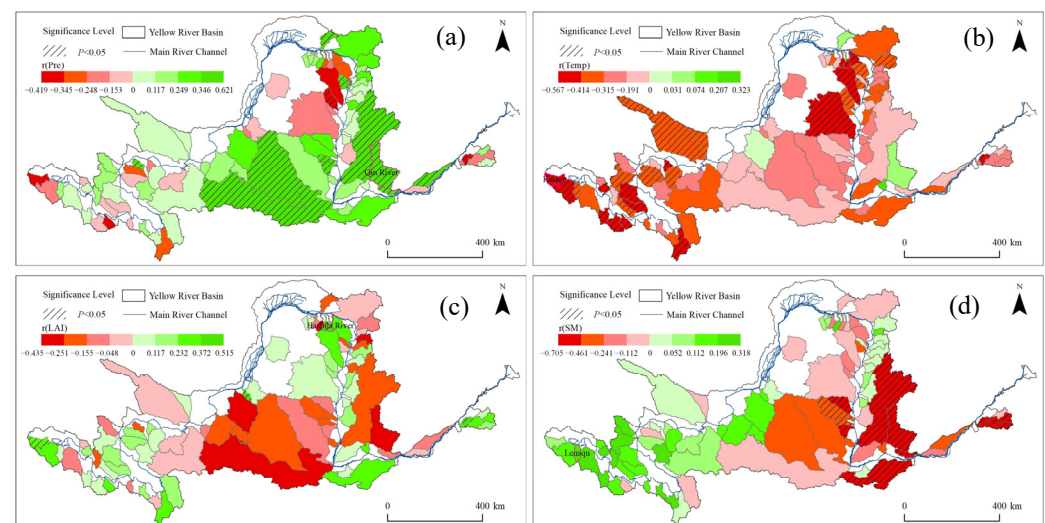 (a)
N
Significance Level
Yellow River Basin
P<0.05
Main River Channel
r(Pre)
−0.419 −0.345 −0.248 −0.153 0 0.117 0.249 0.346 0.621
Qin River
0 400 km
(b)
N
Significance Level
Yellow River Basin
P<0.05
Main River Channel
r(Temp)
−0.567 −0.414 −0.315 −0.191 0 0.031 0.074 0.207 0.323
0 400 km
(c)
N
Significance Level
Yellow River Basin
P<0.05
Main River Channel
r(LAI)
−0.435 −0.251 −0.155 −0.048 0 0.117 0.232 0.372 0.515
River
0 400 km
(d)
N
Significance Level
Yellow River Basin
P<0.05
Main River Channel
r(SM)
−0.705 −0.461 −0.241 −0.112 0 0.052 0.112 0.196 0.318
0 400 km